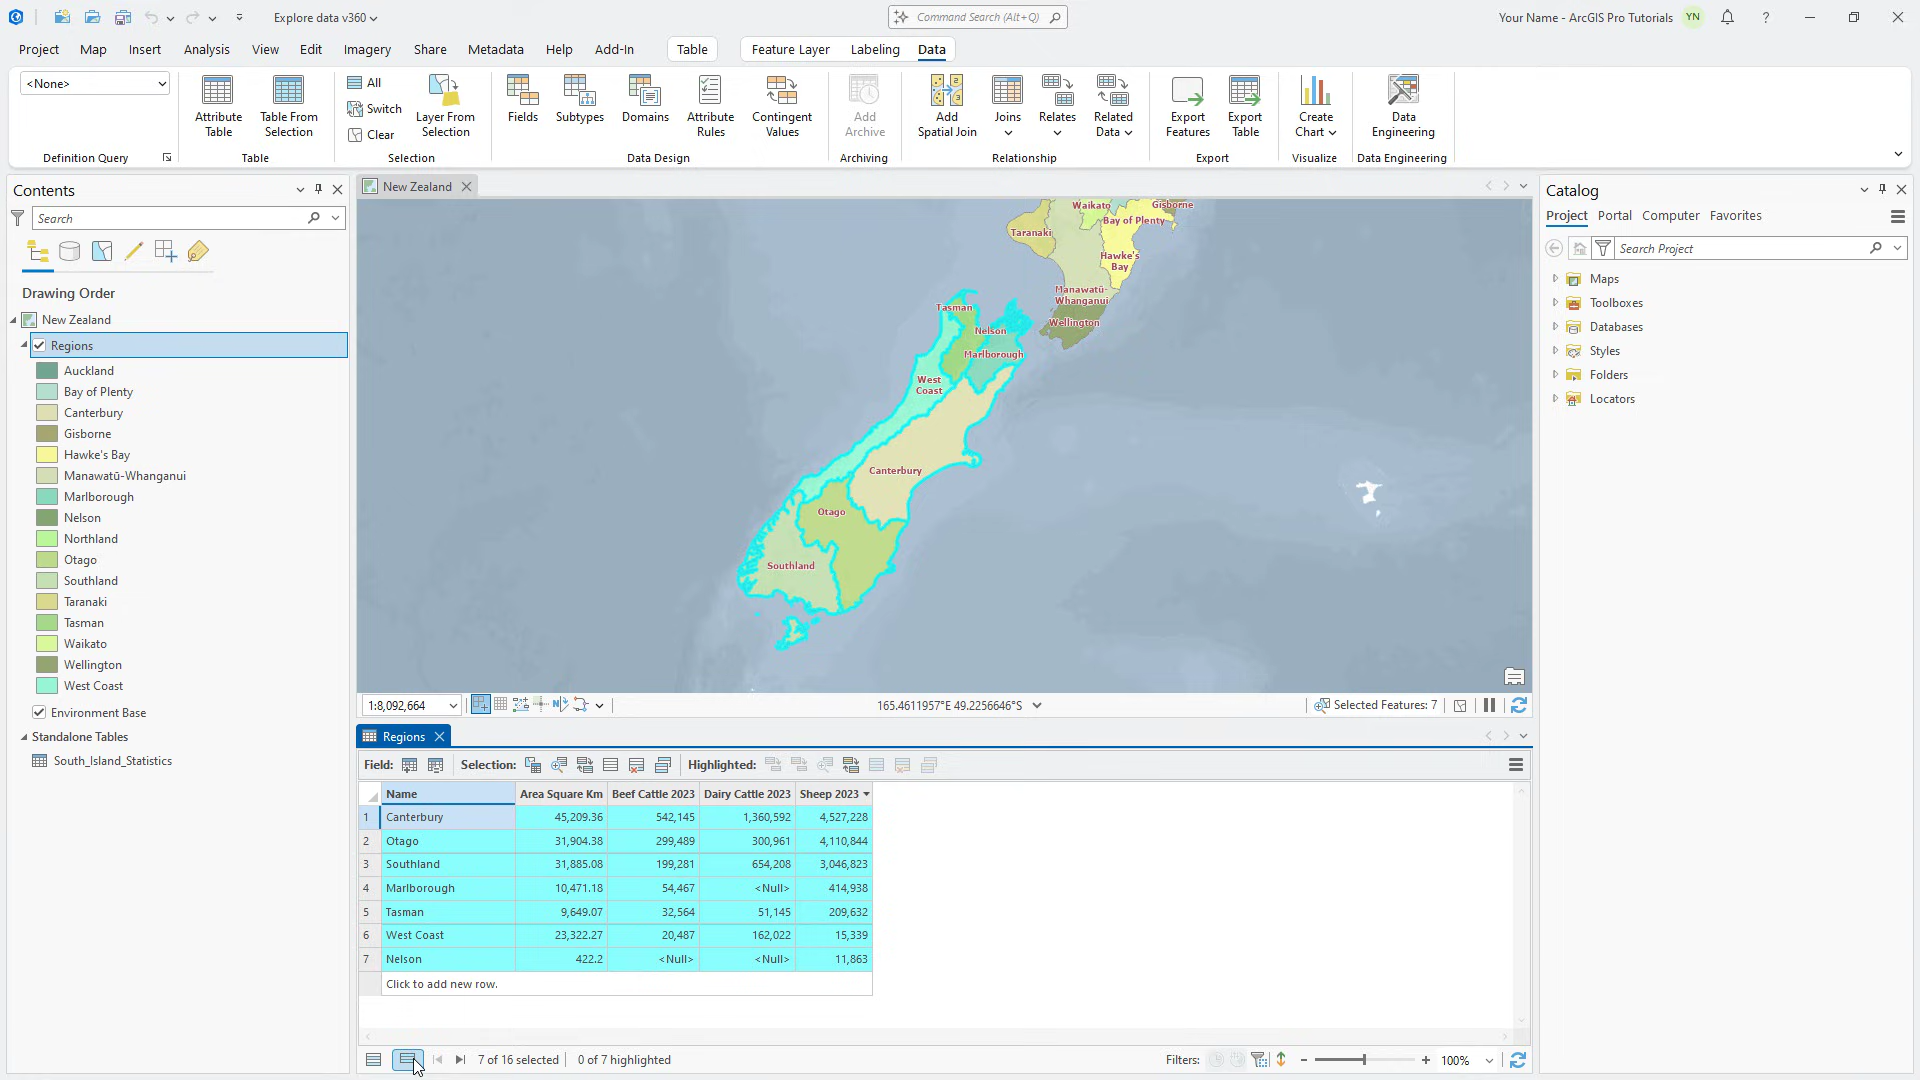 Explore data v360
Command Search (Alt+Q)
Your Name - ArcGIS Pro Tutorials
YN
Project Map Insert Analysis View Edit Imagery Share Metadata Help Add-In Table Feature Layer Labeling Data
<None>
Definition Query
Attribute Table
Table From Selection
Table
All
Switch
Clear
Layer From Selection
Selection
Fields
Subtypes
Domains
Attribute Rules
Contingent Values
Data Design
Add Archive
Archiving
Add Spatial Join
Joins
Relates
Related Data
Relationship
Export Features
Export Table
Export
Create Chart
Visualize
Data Engineering
Data Engineering
Contents
Search
Drawing Order
New Zealand
Regions
Auckland
Bay of Plenty
Canterbury
Gisborne
Hawke's Bay
Manawatū-Whanganui
Marlborough
Nelson
Northland
Otago
Southland
Taranaki
Tasman
Waikato
Wellington
West Coast
Environment Base
Standalone Tables
South_Island_Statistics
New Zealand
Waikato
Gisborne
Bay of Plenty
Taranaki
Hawke's
Bay
Manawatū-
Whanganui
Wellington
Tasman
Nelson
Marlborough
West
Coast
Canterbury
Otago
Southland
1:8,092,664
165.4611957°E 49.2256646°S
Selected Features: 7
Regions
Field: Selection: Highlighted:
Name Area Square Km Beef Cattle 2023 Dairy Cattle 2023 Sheep 2023
1 Canterbury 45,209.36 542,145 1,360,592 4,527,228
2 Otago 31,904.38 299,489 300,961 4,110,844
3 Southland 31,885.08 199,281 654,208 3,046,823
4 Marlborough 10,471.18 54,467 <Null> 414,938
5 Tasman 9,649.07 32,564 51,145 209,632
6 West Coast 23,322.27 20,487 162,022 15,339
7 Nelson 422.2 <Null> <Null> 11,863
Click to add new row.
7 of 16 selected
0 of 7 highlighted
Filters:
100%
Catalog
Project Portal Computer Favorites
Search Project
Maps
Toolboxes
Databases
Styles
Folders
Locators